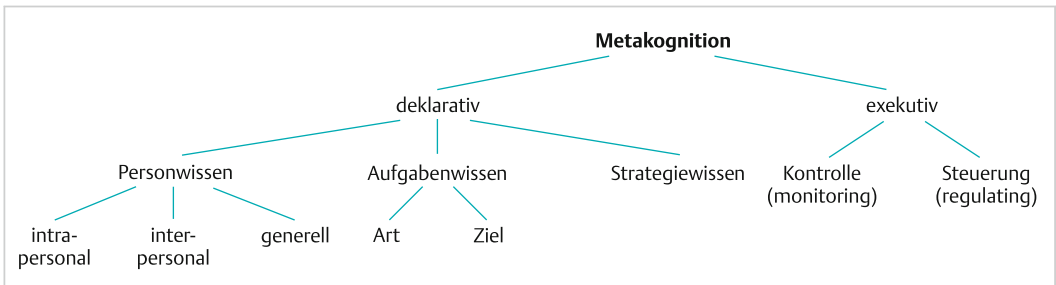 Metakognition
deklarativ exekutiv
Personwissen Aufgabenwissen Strategiewissen Kontrolle Steuerung
(monitoring) (regulating)
intra- inter- generell Art Ziel
personal personal